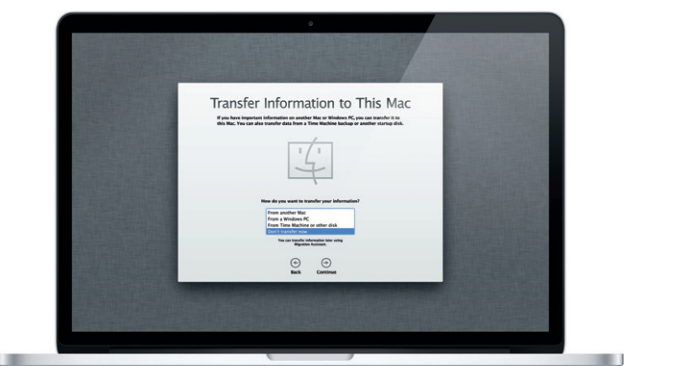 Transfer Information to This Mac
If you have important information on another Mac or Windows PC, you can transfer it to
this Mac. You can also transfer data from a Time Machine backup or another startup disk.
How do you want to transfer your information?
From another Mac
From a Windows PC
From Time Machine or other disk
Don't transfer now
You can transfer information later using
Migration Assistant.
Back Continue